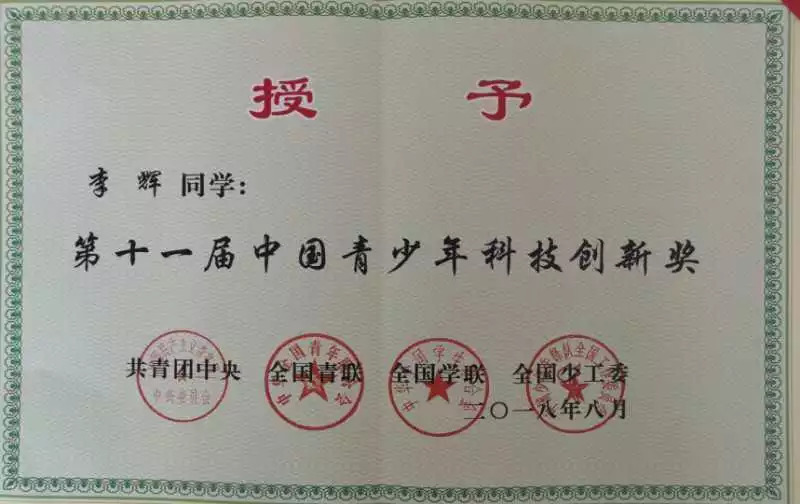 授 予
李 辉 同学：
第十一届中国青少年科技创新奖
共青团中央 全国青联 全国学联 全国少工委
二〇一八年八月